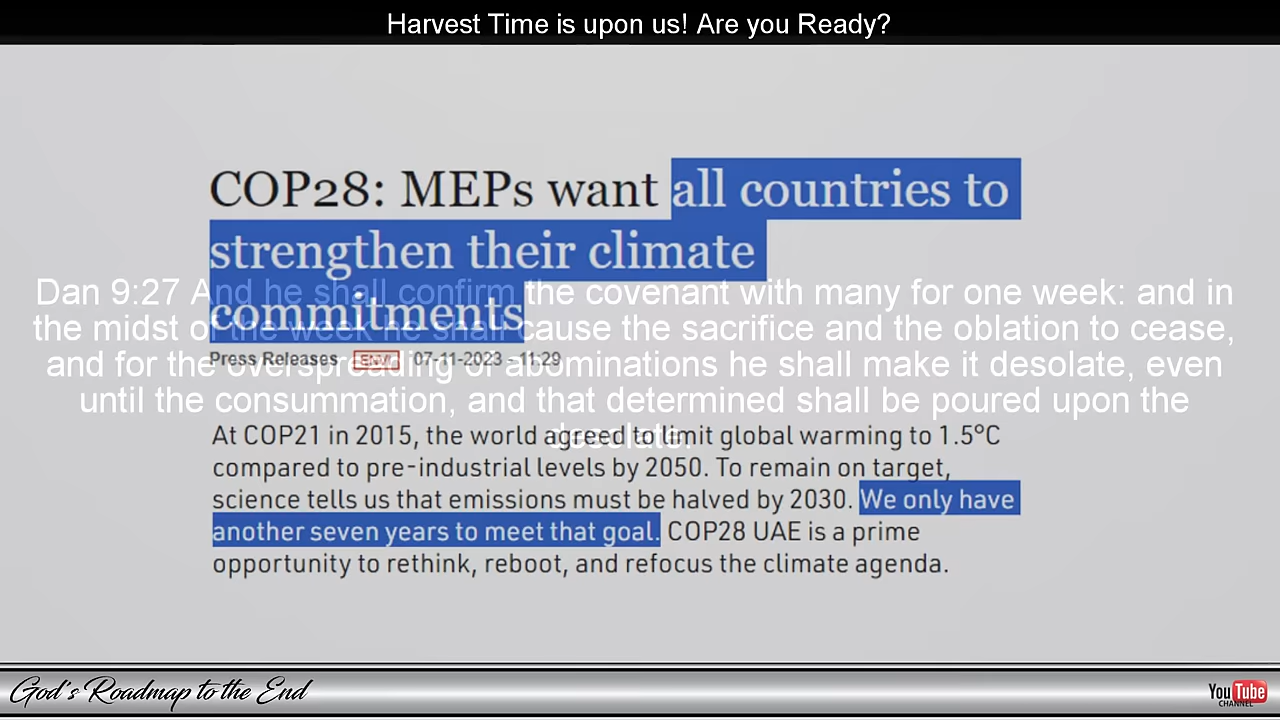 Harvest Time is upon us! Are you Ready?
COP28: MEPs want all countries to
strengthen their climate
commitments
Dan 9:27 And he shall confirm the covenant with many for one week: and in
the midst of the week he shall cause the sacrifice and the oblation to cease,
and for the overspreading of abominations he shall make it desolate, even
until the consummation, and that determined shall be poured upon the
desolate.
Press Releases ENVI 07-11-2023 - 11:29
At COP21 in 2015, the world agreed to limit global warming to 1.5°C
compared to pre-industrial levels by 2050. To remain on target,
science tells us that emissions must be halved by 2030. We only have
another seven years to meet that goal. COP28 UAE is a prime
opportunity to rethink, reboot, and refocus the climate agenda.
God's Roadmap to the End
YouTube
CHANNEL